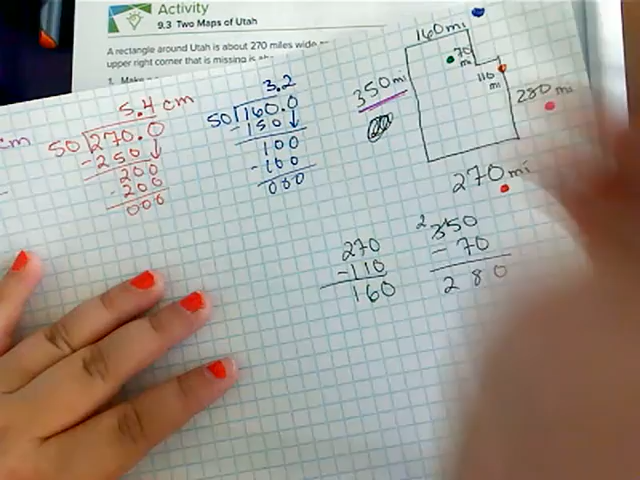 Activity
9.3 Two Maps of Utah
A rectangle around Utah is about 270 miles wide
upper right corner that is missing is
1. Make
cm
5.4 cm
50 270.0
-250
200
-200
000
3.2
50 160.0
-150
100
-100
000
160 mi
70
mi
110
mi
350 mi
280 mi
270 mi
270
-110
160
2
350
- 70
280